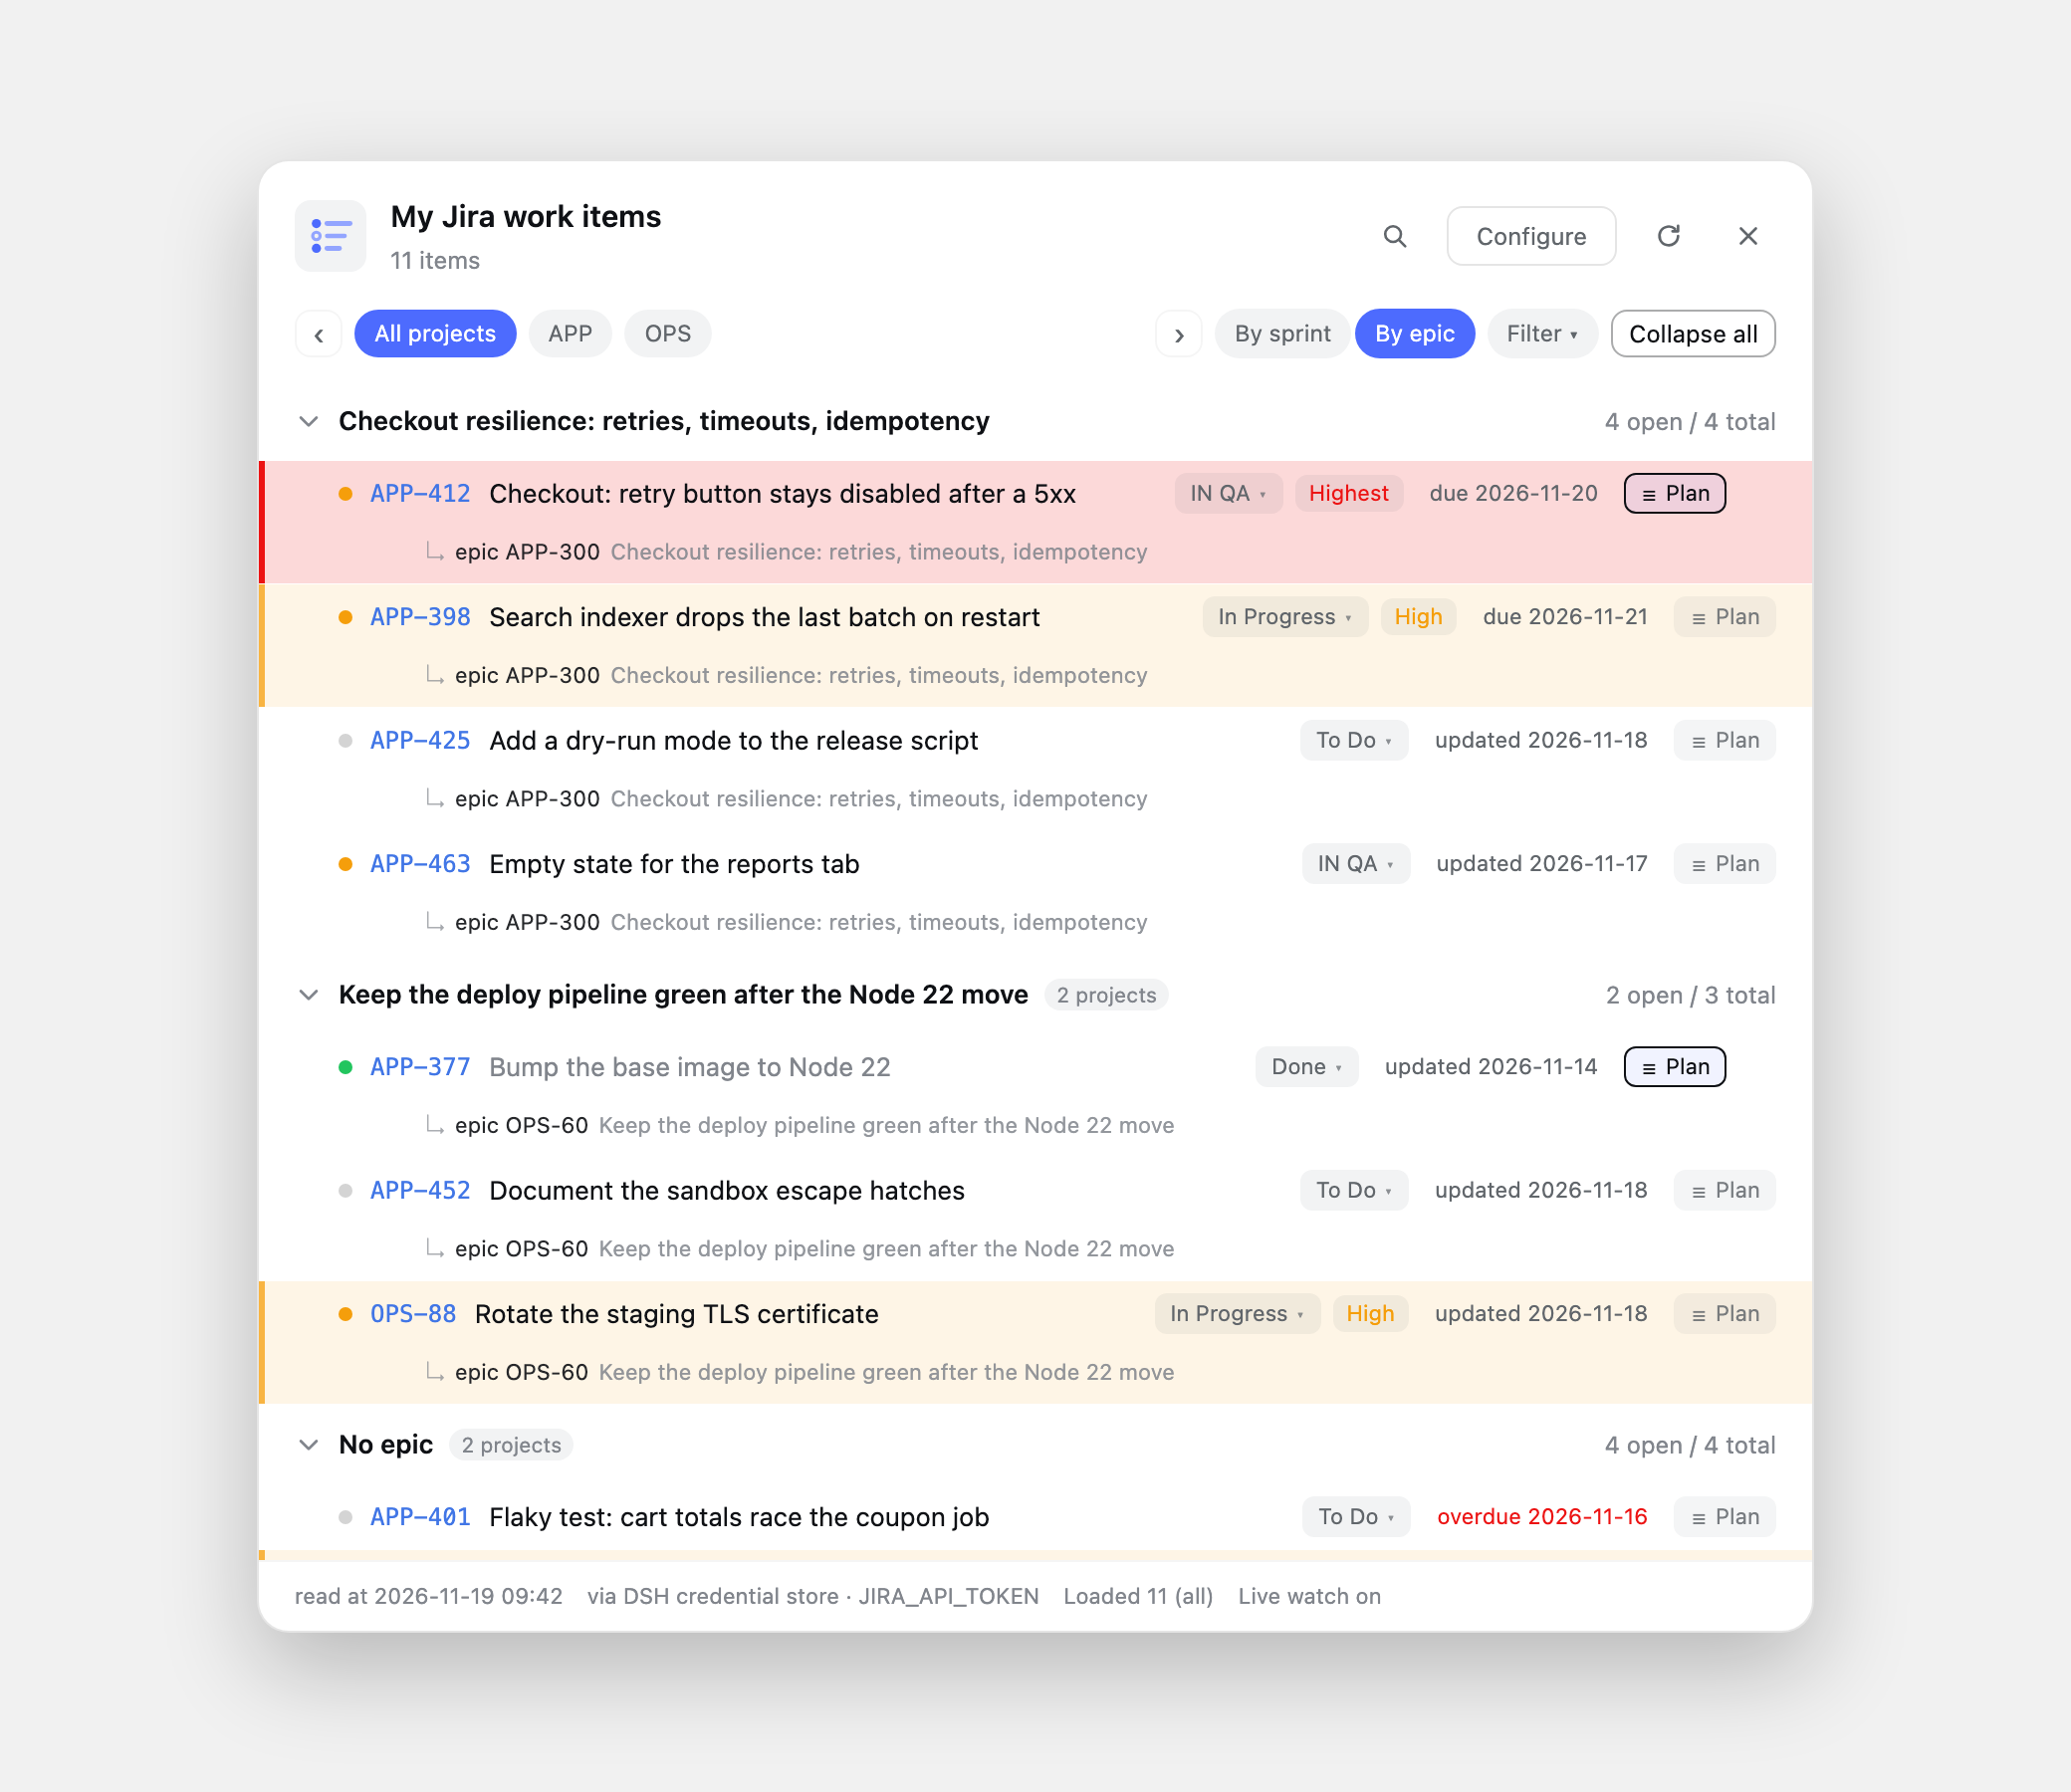 My Jira work items
11 items
Configure
All projects APP OPS By sprint By epic Filter Collapse all
Checkout resilience: retries, timeouts, idempotency 4 open / 4 total
APP-412 Checkout: retry button stays disabled after a 5xx IN QA Highest due 2026-11-20 Plan
epic APP-300 Checkout resilience: retries, timeouts, idempotency
APP-398 Search indexer drops the last batch on restart In Progress High due 2026-11-21 Plan
epic APP-300 Checkout resilience: retries, timeouts, idempotency
APP-425 Add a dry-run mode to the release script To Do updated 2026-11-18 Plan
epic APP-300 Checkout resilience: retries, timeouts, idempotency
APP-463 Empty state for the reports tab IN QA updated 2026-11-17 Plan
epic APP-300 Checkout resilience: retries, timeouts, idempotency
Keep the deploy pipeline green after the Node 22 move 2 projects 2 open / 3 total
APP-377 Bump the base image to Node 22 Done updated 2026-11-14 Plan
epic OPS-60 Keep the deploy pipeline green after the Node 22 move
APP-452 Document the sandbox escape hatches To Do updated 2026-11-18 Plan
epic OPS-60 Keep the deploy pipeline green after the Node 22 move
OPS-88 Rotate the staging TLS certificate In Progress High updated 2026-11-18 Plan
epic OPS-60 Keep the deploy pipeline green after the Node 22 move
No epic 2 projects 4 open / 4 total
APP-401 Flaky test: cart totals race the coupon job To Do overdue 2026-11-16 Plan
read at 2026-11-19 09:42 via DSH credential store · JIRA_API_TOKEN Loaded 11 (all) Live watch on